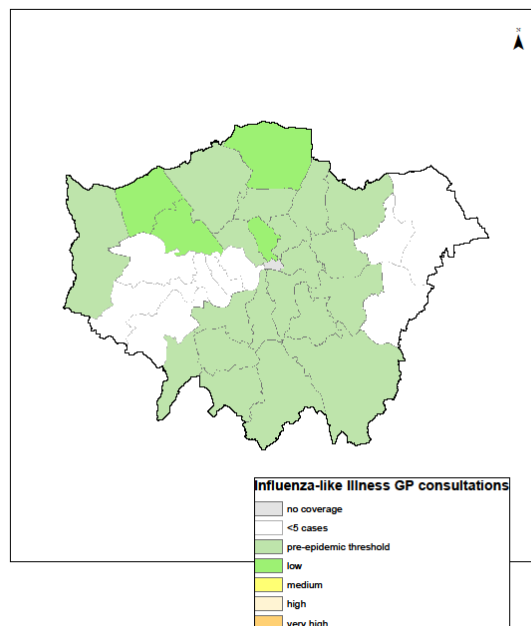 N
Influenza-like Illness GP consultations
no coverage
<5 cases
pre-epidemic threshold
low
medium
high
very high